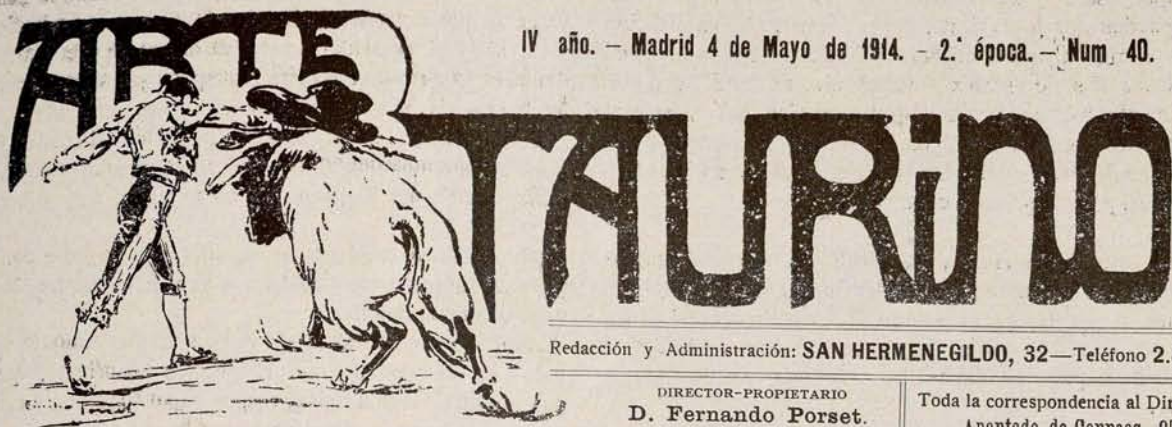 ARTE
TAURINO
IV año. – Madrid 4 de Mayo de 1914. – 2.ª época. – Num, 40.
Redacción y Administración: SAN HERMENEGILDO, 32—Teléfono 2.
DIRECTOR-PROPIETARIO
D. Fernando Porset.
Toda la correspondencia al Dir